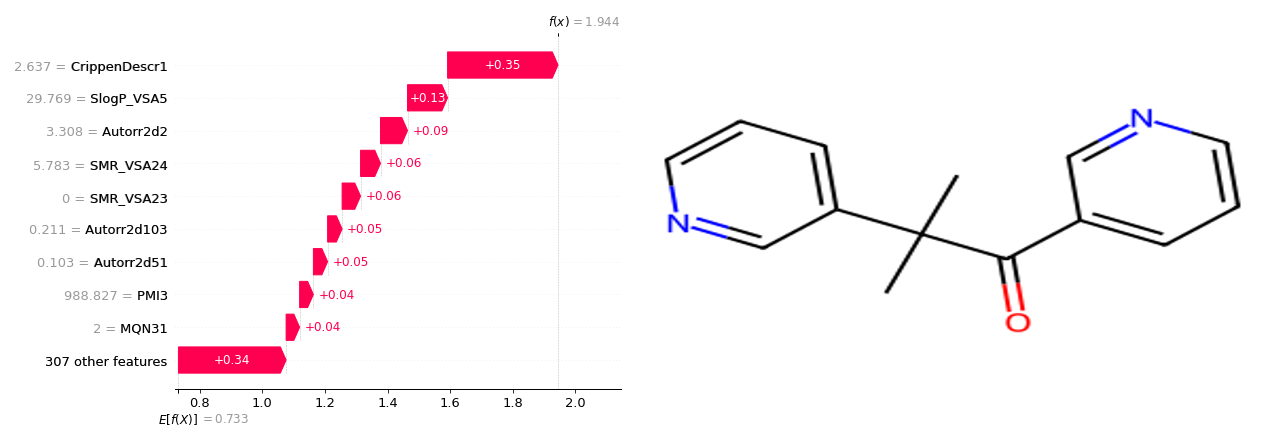 f(x) = 1.944
2.637 = CrippenDescr1 +0.35
29.769 = SlogP_VSA5 +0.13
3.308 = Autorr2d2 +0.09
5.783 = SMR_VSA24 +0.06
0 = SMR_VSA23 +0.06
0.211 = Autorr2d103 +0.05
0.103 = Autorr2d51 +0.05
988.827 = PMI3 +0.04
2 = MQN31 +0.04
307 other features +0.34
0.8 1.0 1.2 1.4 1.6 1.8 2.0
E[f(X)] = 0.733
N
N
O